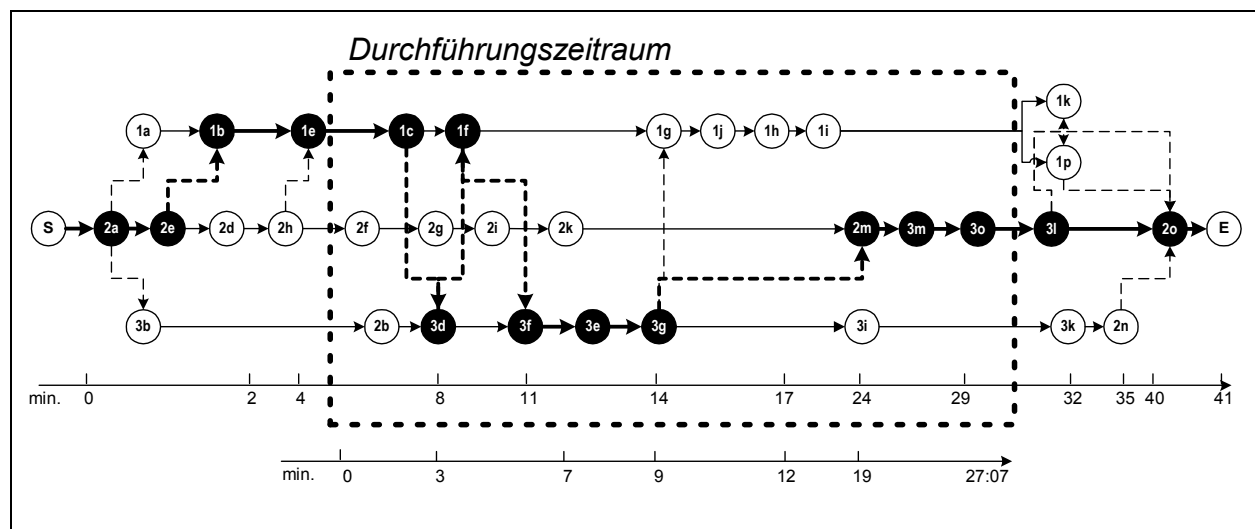 Durchführungszeitraum
1k
1a 1b 1e 1c 1f 1g 1j 1h 1i
1p
S 2a 2e 2d 2h 2f 2g 2i 2k 2m 3m 3o 3l 2o E
3b 2b 3d 3f 3e 3g 3i 3k 2n
min. 0 2 4 8 11 14 17 24 29 32 35 40 41
min. 0 3 7 9 12 19 27:07